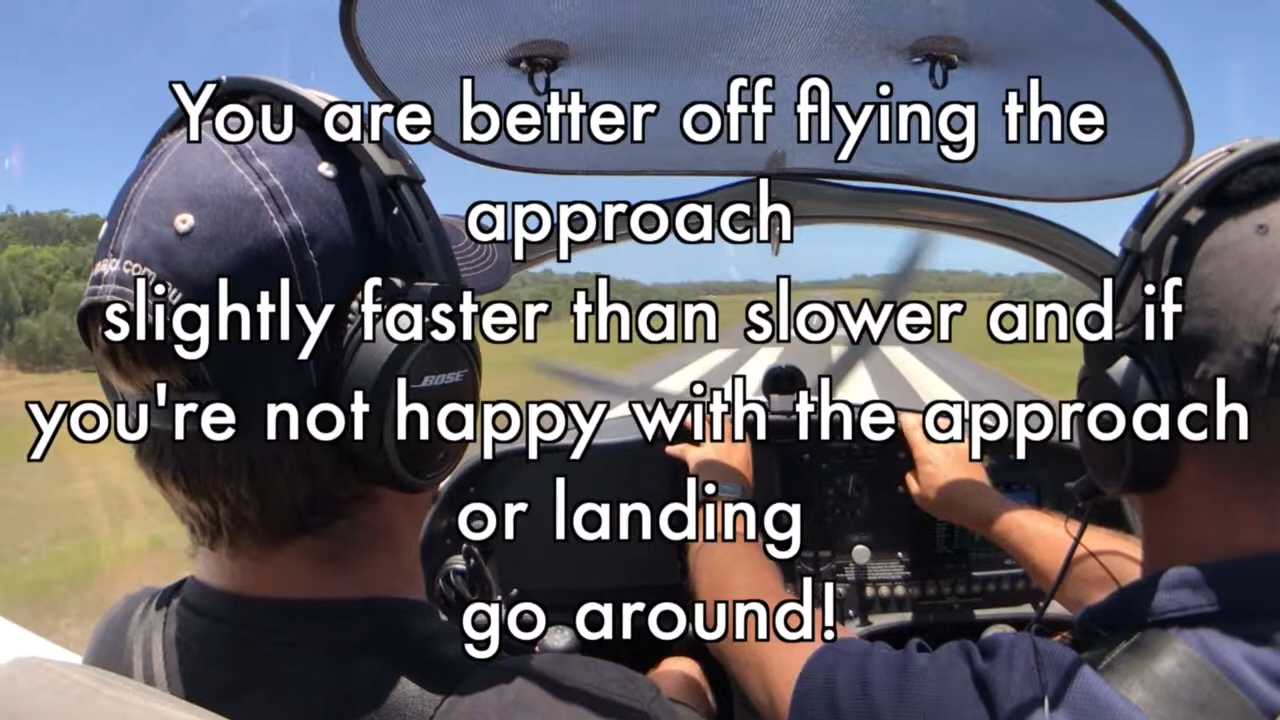 You are better off flying the
approach
slightly faster than slower and if
you're not happy with the approach
or landing
go around!
BOSE